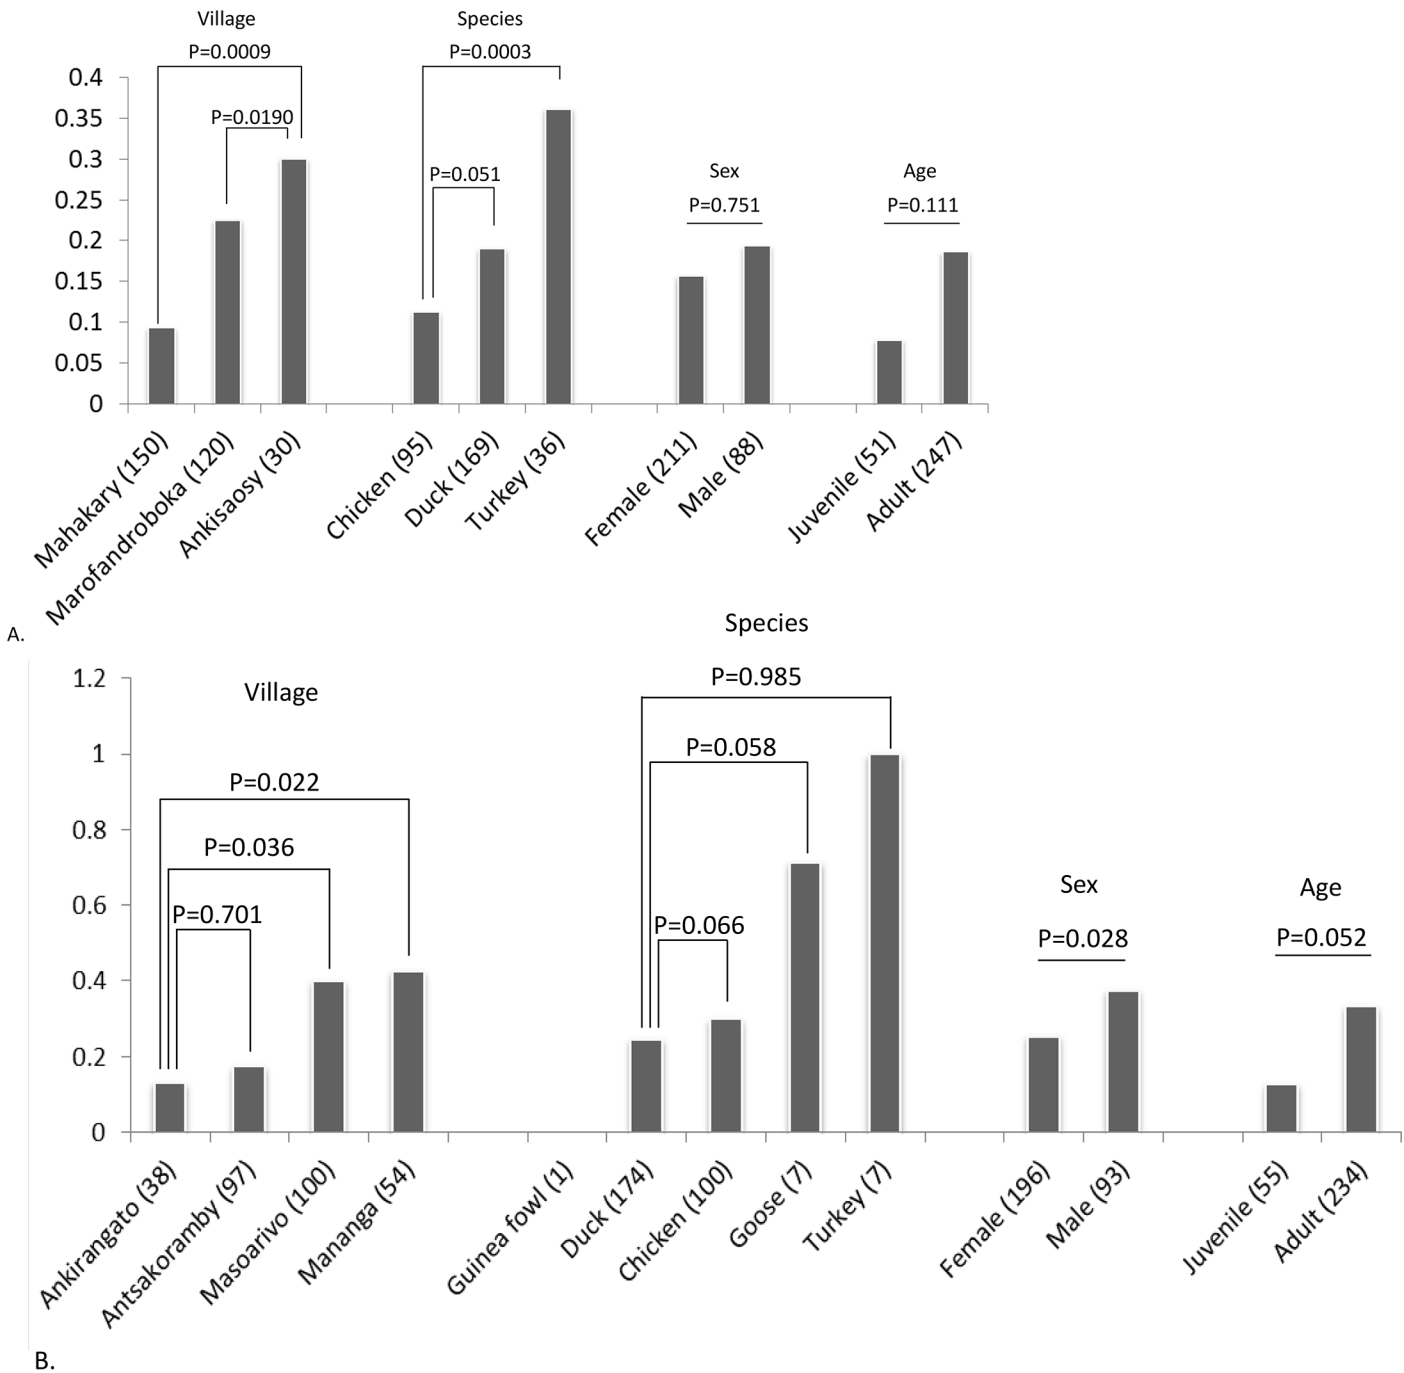 Village
Species
P=0.0009
P=0.0003
0.4
0.35
P=0.0190
0.3
P=0.051
Sex
Age
0.25
P=0.751
P=0.111
0.2
0.15
0.1
0.05
0
Mahakary (150)
Marofandroboka (120)
Ankisaosy (30)
Chicken (95)
Duck (169)
Turkey (36)
Female (211)
Male (88)
Juvenile (51)
Adult (247)
A.
Species
1.2
P=0.985
Village
1
P=0.058
P=0.022
0.8
P=0.036
0.6
P=0.701
P=0.066
Sex
Age
P=0.028
P=0.052
0.4
0.2
0
Ankirangato (38)
Antsakoramby (97)
Masoarivo (100)
Mananga (54)
Guinea fowl (1)
Duck (174)
Chicken (100)
Goose (7)
Turkey (7)
Female (196)
Male (93)
Juvenile (55)
Adult (234)
B.